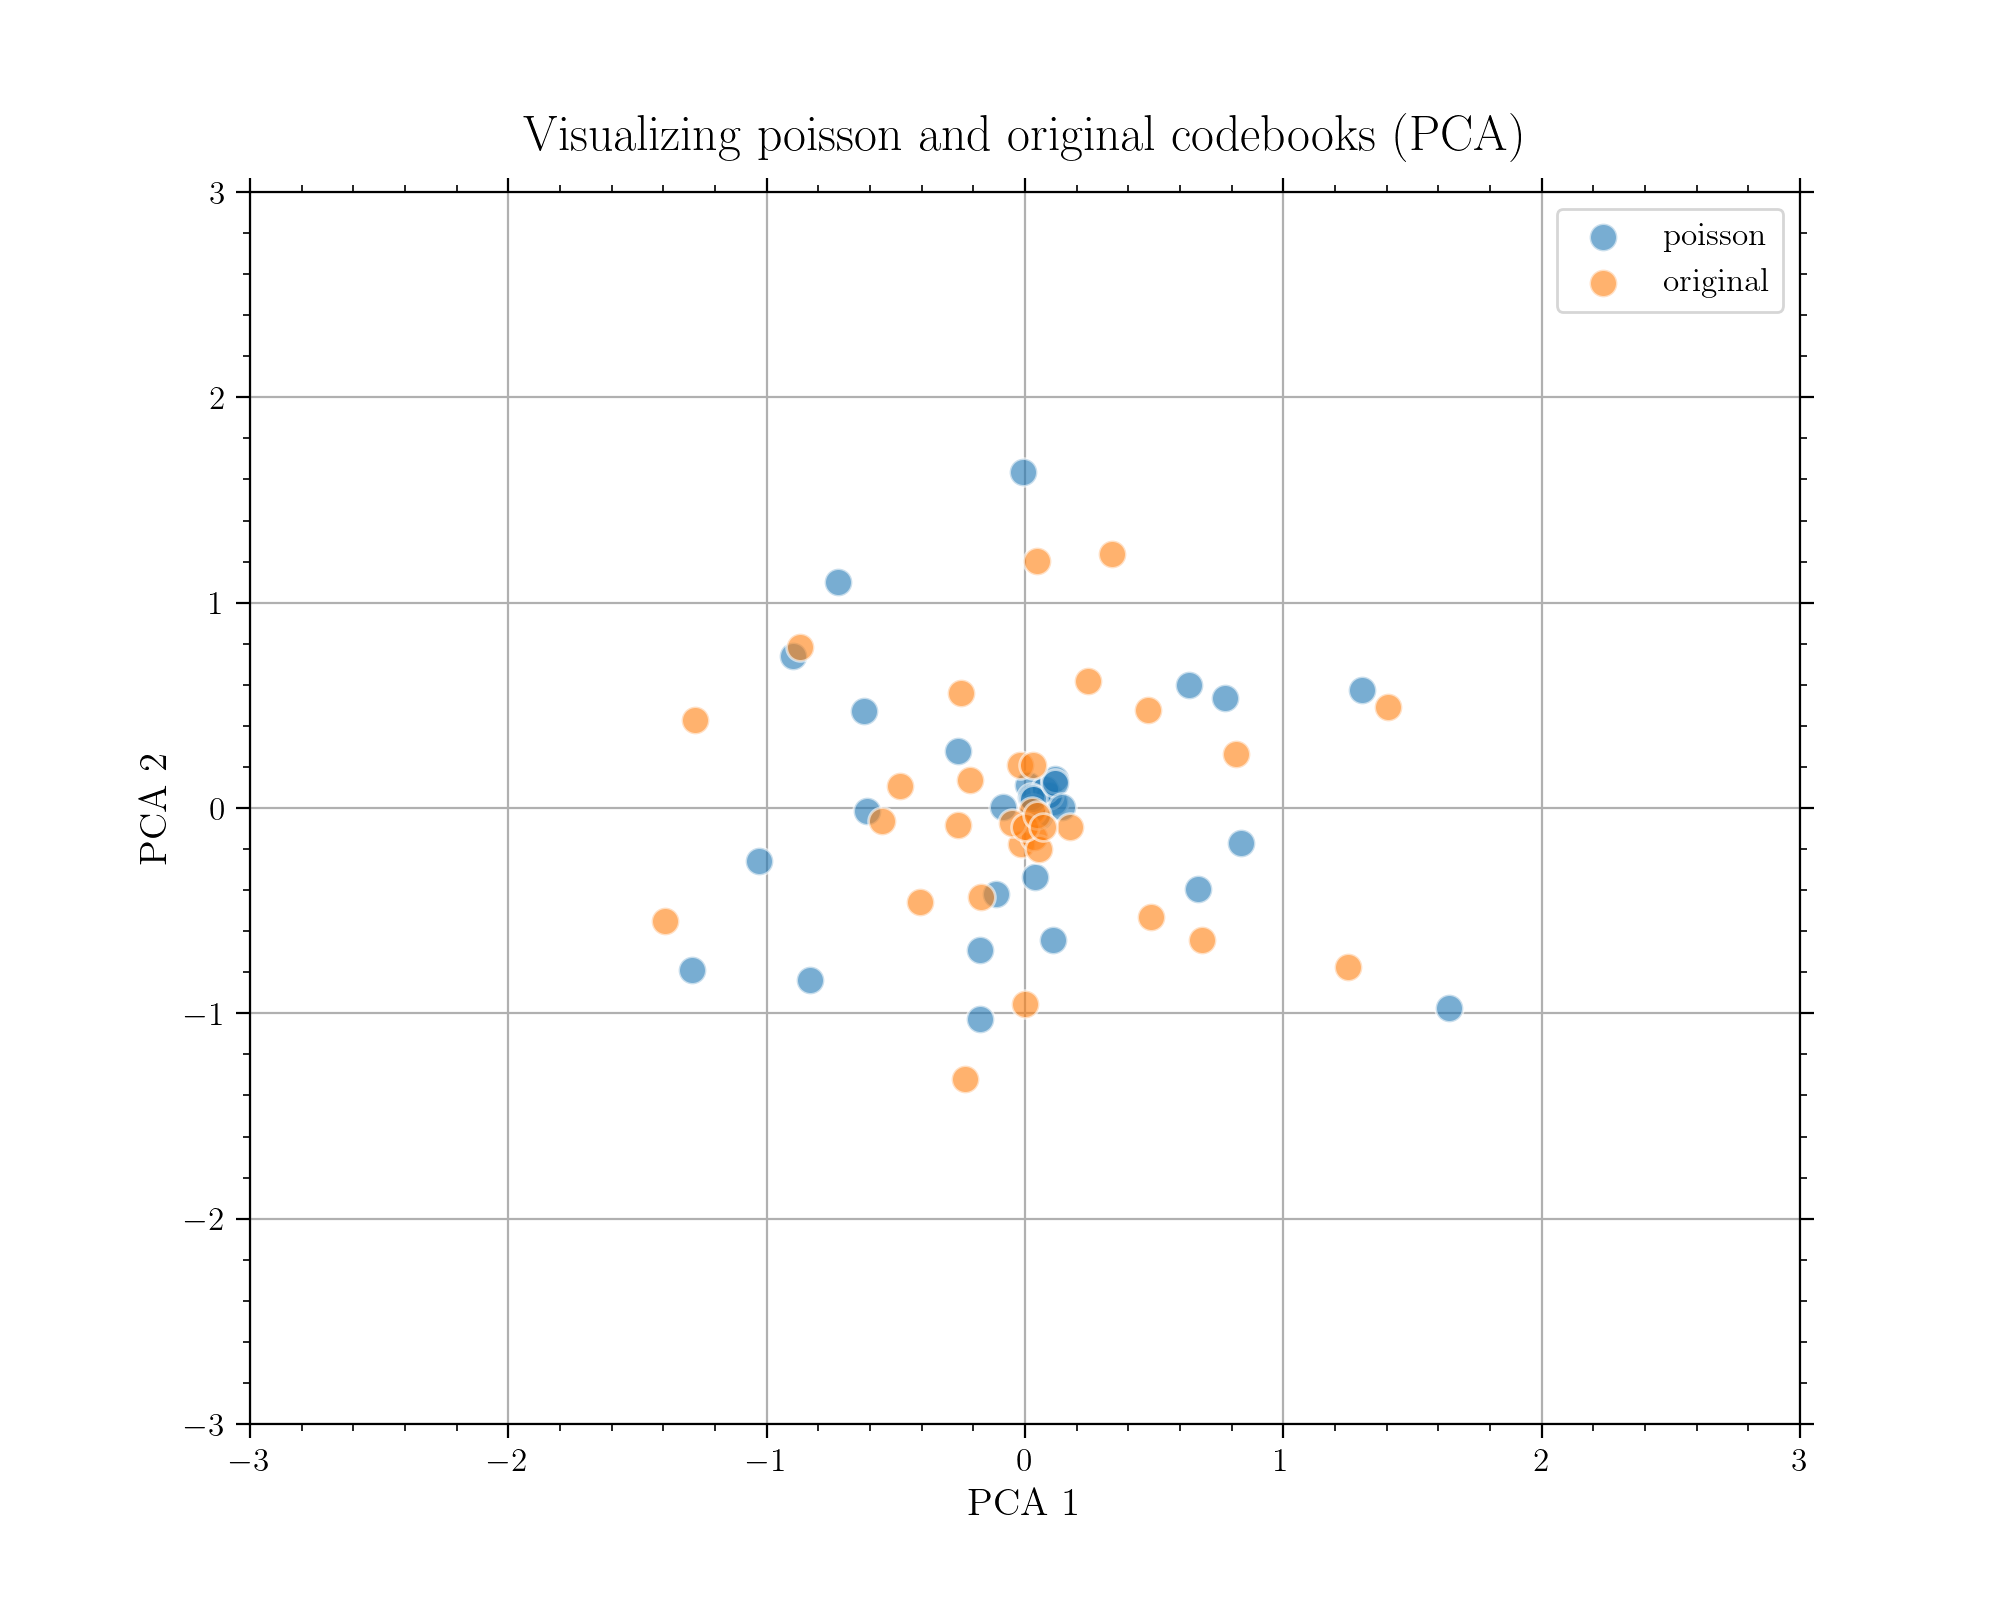 Visualizing poisson and original codebooks (PCA)
poisson
original
3
2
1
0
−1
−2
−3
PCA 2
−3
−2
−1
0
1
2
3
PCA 1